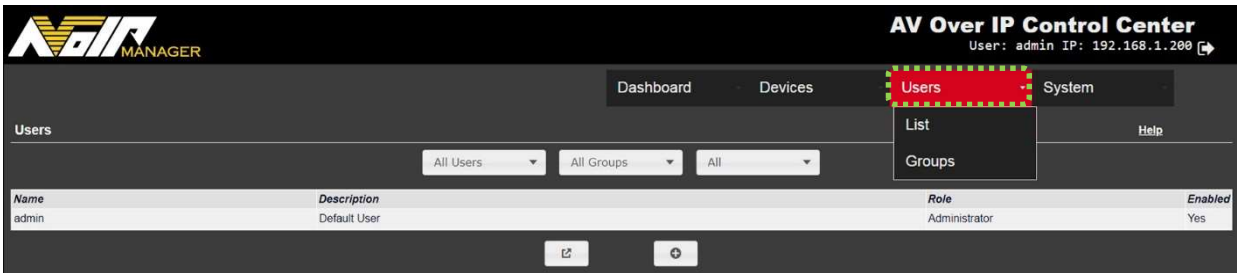 AVoIP MANAGER
AV Over IP Control Center
User: admin IP: 192.168.1.200
Dashboard Devices Users System
List
Groups
Users Help
All Users All Groups All
Name Description Role Enabled
admin Default User Administrator Yes